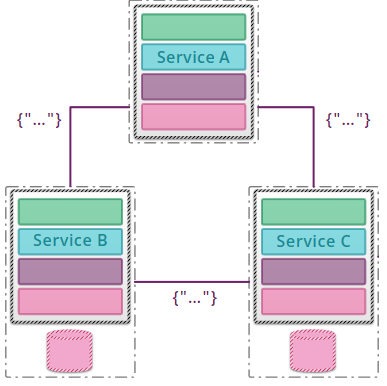 Service A
{"..."}
{"..."}
Service B
Service C
{"..."}